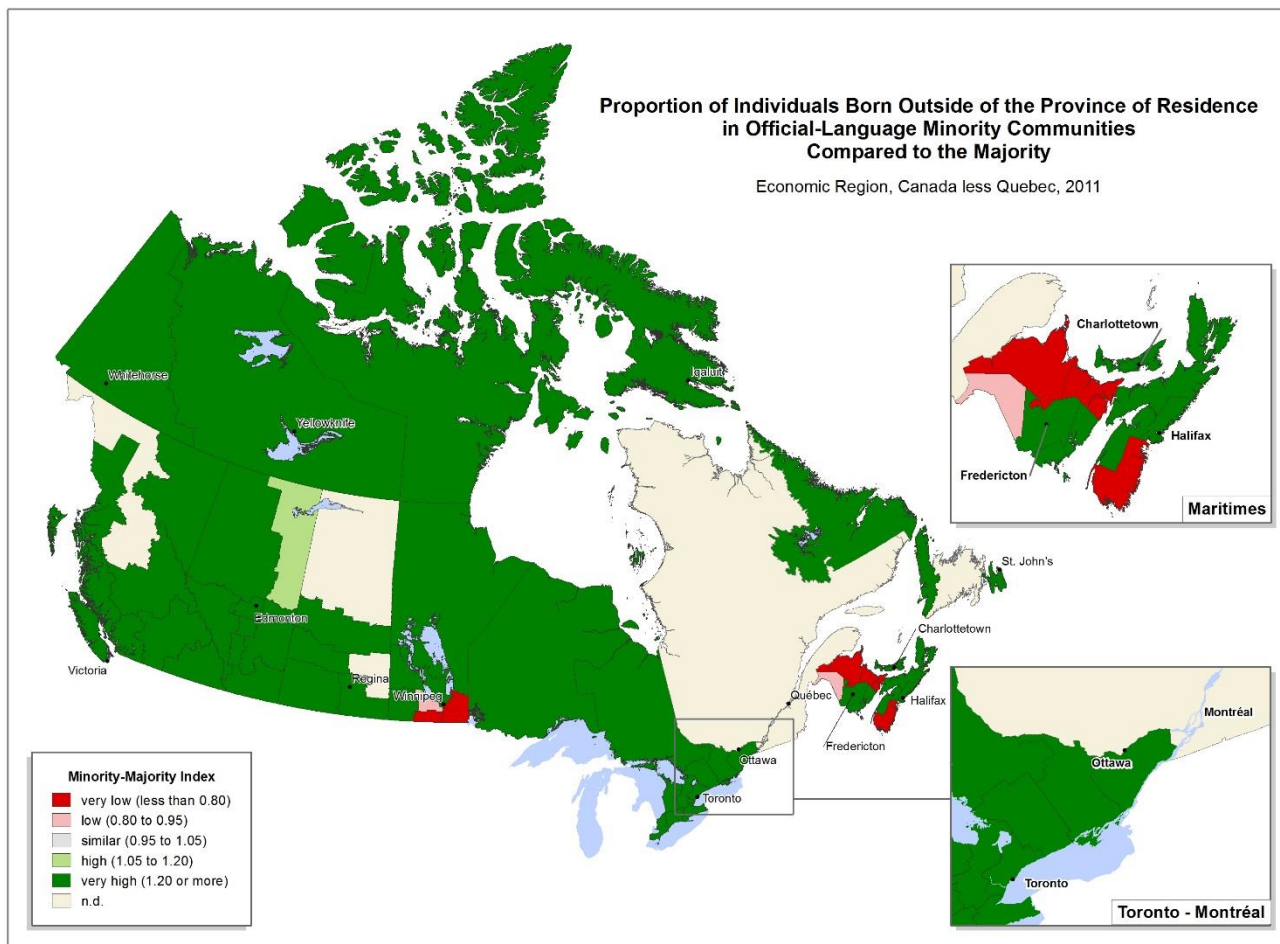 Proportion of Individuals Born Outside of the Province of Residence
in Official-Language Minority Communities
Compared to the Majority
Economic Region, Canada less Quebec, 2011
Charlottetown
Halifax
Fredericton
Maritimes
Whitehorse
Iqaluit
Yellowknife
Edmonton
Victoria
Regina
Winnipeg
St. John's
Charlottetown
Québec
Halifax
Fredericton
Ottawa
Toronto
Montréal
Ottawa
Toronto
Toronto - Montréal
Minority-Majority Index
very low (less than 0.80)
low (0.80 to 0.95)
similar (0.95 to 1.05)
high (1.05 to 1.20)
very high (1.20 or more)
n.d.